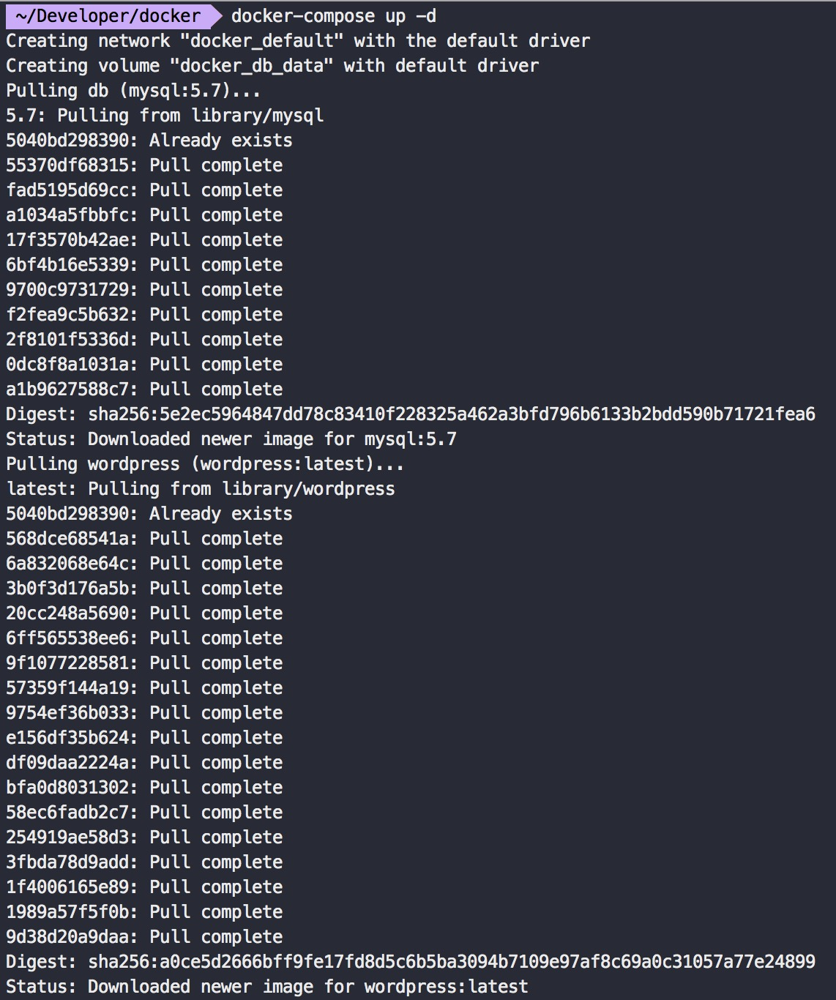 ~/Developer/docker docker-compose up -d
Creating network "docker_default" with the default driver
Creating volume "docker_db_data" with default driver
Pulling db (mysql:5.7)...
5.7: Pulling from library/mysql
5040bd298390: Already exists
55370df68315: Pull complete
fad5195d69cc: Pull complete
a1034a5fbbfc: Pull complete
17f3570b42ae: Pull complete
6bf4b16e5339: Pull complete
9700c9731729: Pull complete
f2fea9c5b632: Pull complete
2f8101f5336d: Pull complete
0dc8f8a1031a: Pull complete
a1b9627588c7: Pull complete
Digest: sha256:5e2ec5964847dd78c83410f228325a462a3bfd796b6133b2bdd590b71721fea6
Status: Downloaded newer image for mysql:5.7
Pulling wordpress (wordpress:latest)...
latest: Pulling from library/wordpress
5040bd298390: Already exists
568dce68541a: Pull complete
6a832068e64c: Pull complete
3b0f3d176a5b: Pull complete
20cc248a5690: Pull complete
6ff565538ee6: Pull complete
9f1077228581: Pull complete
57359f144a19: Pull complete
9754ef36b033: Pull complete
e156df35b624: Pull complete
df09daa2224a: Pull complete
bfa0d8031302: Pull complete
58ec6fadb2c7: Pull complete
254919ae58d3: Pull complete
3fbda78d9add: Pull complete
1f4006165e89: Pull complete
1989a57f5f0b: Pull complete
9d38d20a9daa: Pull complete
Digest: sha256:a0ce5d2666bff9fe17fd8d5c6b5ba3094b7109e97af8c69a0c31057a77e24899
Status: Downloaded newer image for wordpress:latest